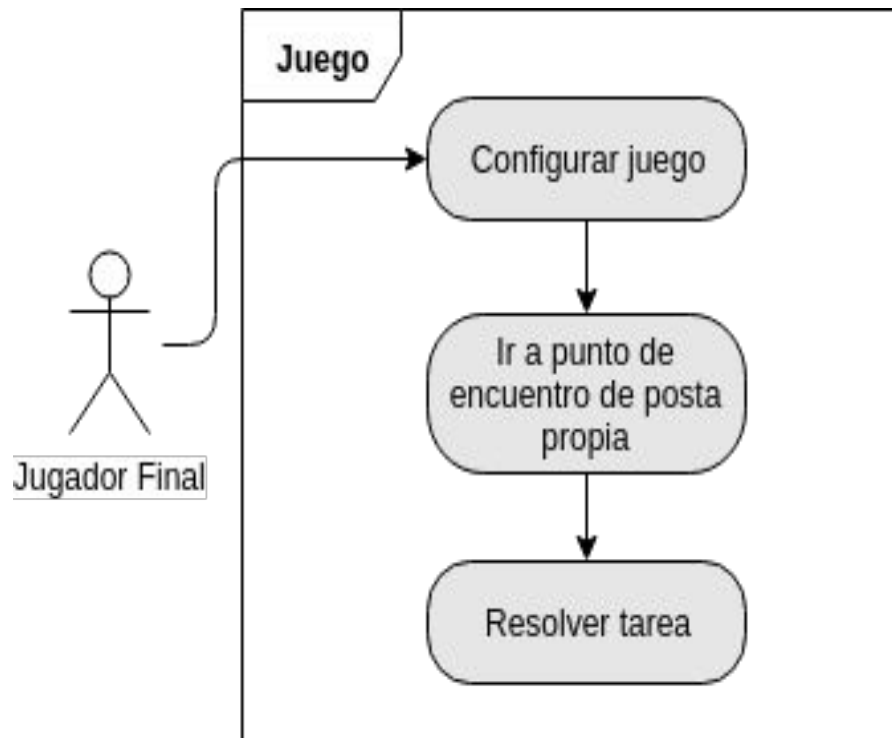 Juego
Configurar juego
Ir a punto de
encuentro de posta
propia
Jugador Final
Resolver tarea